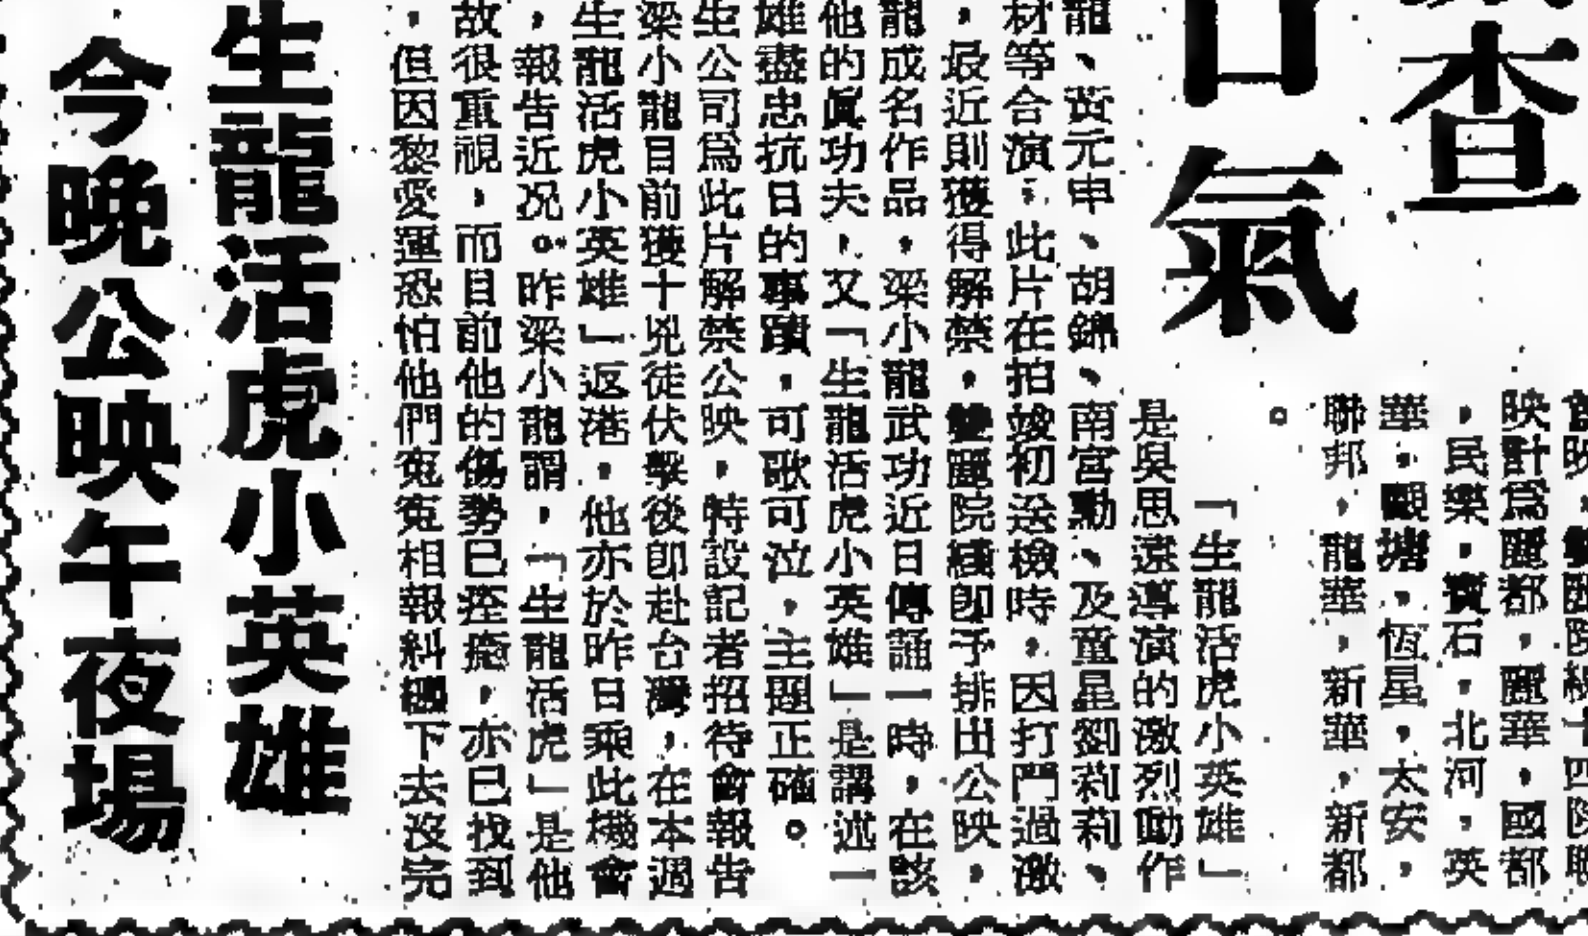 查
口氣
映計爲麗都，麗華，國都
，民樂，寶石，北河，英
華，觀塘，恆星，太安，
聯邦，龍華，新華，新都
。
「生龍活虎小英雄」
是吳思遠導演的激烈動作
龍、黃元申、胡錦、南宮勳、及童星劉莉莉、
材等合演，此片在拍竣初送檢時，因打鬥過激
，最近則獲得解禁，雙麗院綫卽予排出公映，
龍成名作品，梁小龍武功近日傳誦一時，在該
他的眞功夫，又「生龍活虎小英雄」是講述一
雄盡忠抗日的事蹟，可歌可泣，主題正確。
生公司爲此片解禁公映，特設記者招待會報告
梁小龍目前獲十兇徒伏擊後卽赴台灣，在本週
生龍活虎小英雄」返港，他亦於昨日乘此機會
，報告近况。昨梁小龍謂，「生龍活虎」是他
故很重視，而目前他的傷勢已痊癒，亦已找到
，但因黎愛蓮恐怕他們寃寃相報糾纏下去沒完
生龍活虎小英雄
今晚公映午夜場